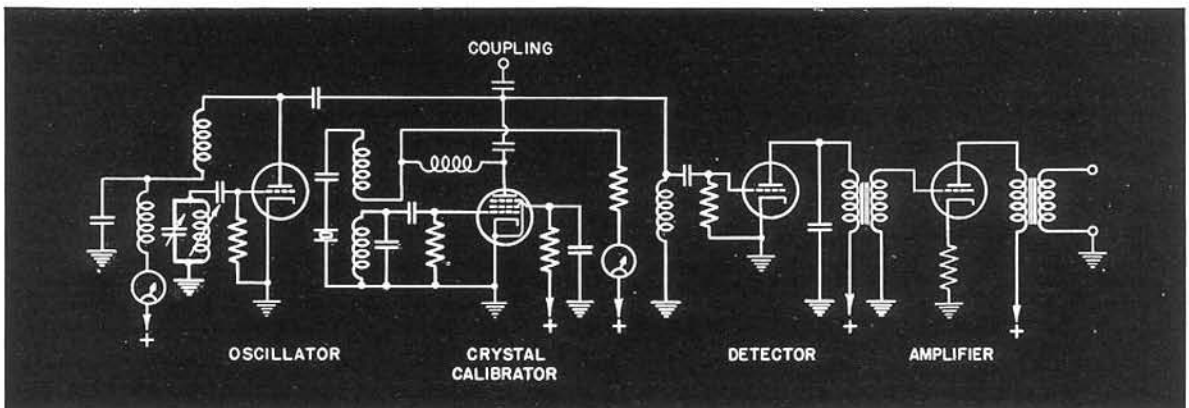 COUPLING
OSCILLATOR
CRYSTAL
CALIBRATOR
DETECTOR
AMPLIFIER
+
+
+
+
+